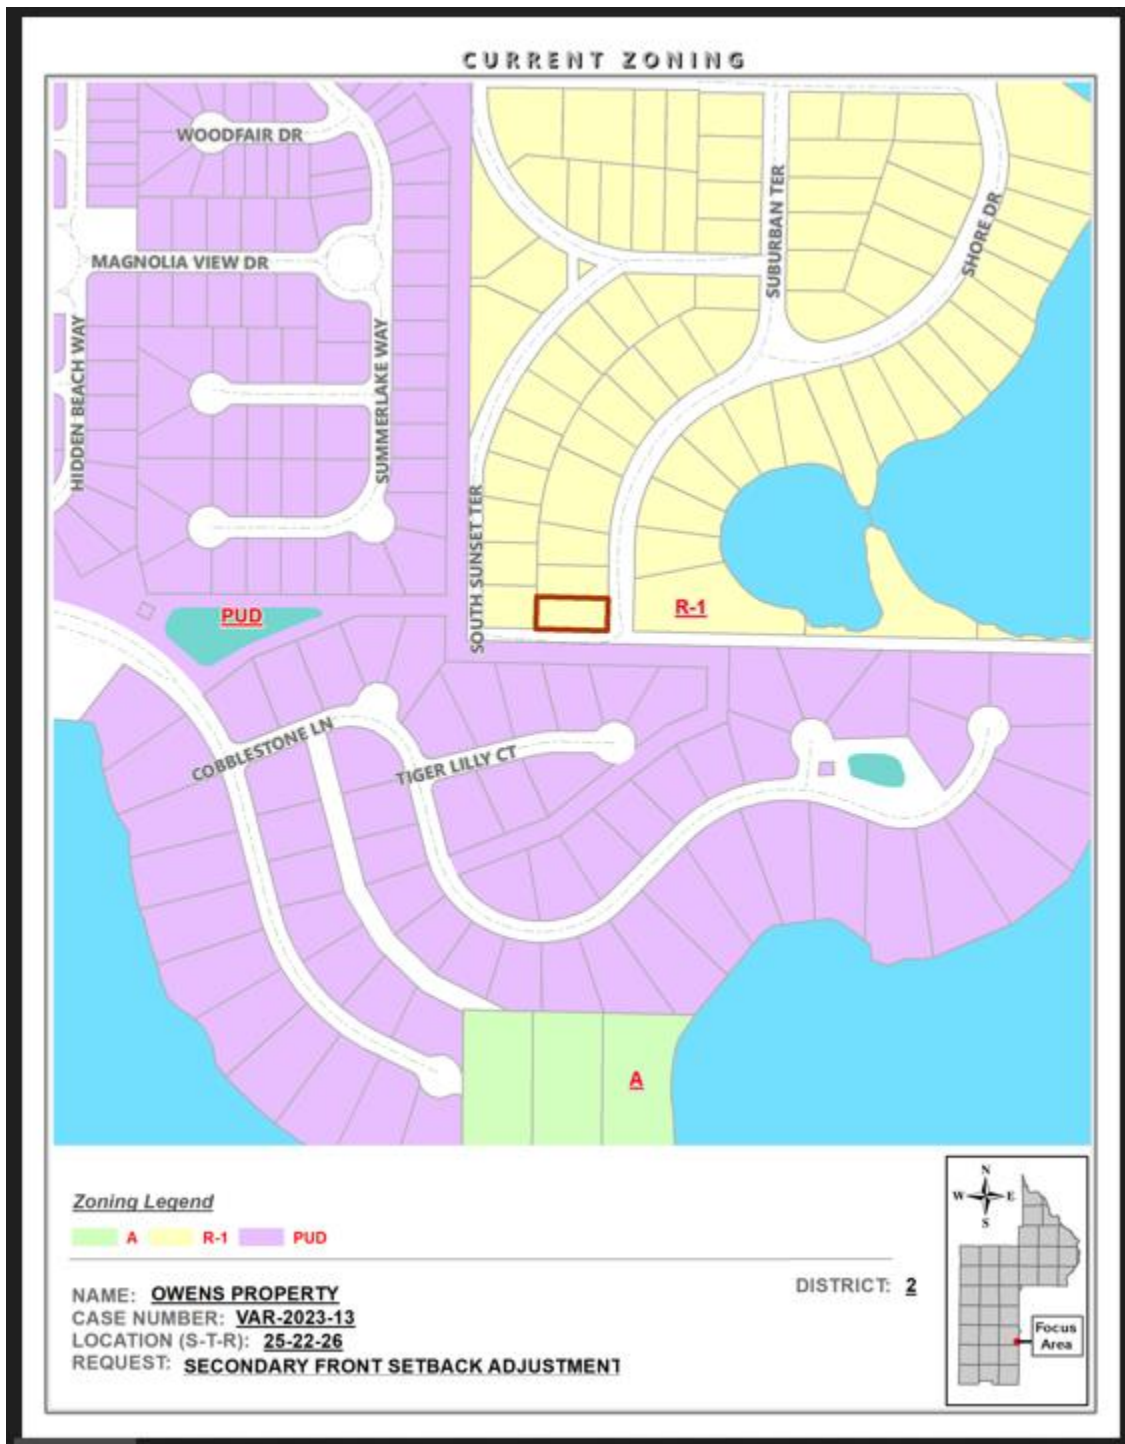 CURRENT ZONING
WOODFAIR DR
MAGNOLIA VIEW DR
HIDDEN BEACH WAY
SUMMERLAKE WAY
SUBURBAN TER
SHORE DR
SOUTH SUNSET TER
PUD
R-1
COBBLESTONE LN
TIGER LILLY CT
A
Zoning Legend
A R-1 PUD
NAME: OWENS PROPERTY
CASE NUMBER: VAR-2023-13
LOCATION (S-T-R): 25-22-26
REQUEST: SECONDARY FRONT SETBACK ADJUSTMENT
DISTRICT: 2
N
W E
S
Focus
Area